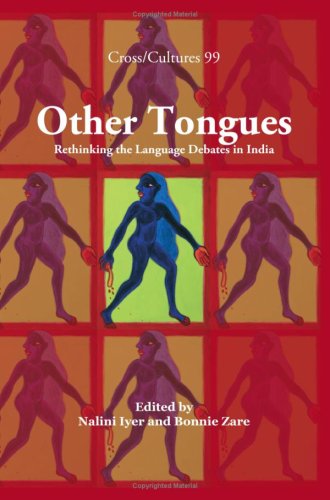 Cross/Cultures 99
Other Tongues
Rethinking the Language Debates in India
Edited by
Nalini Iyer and Bonnie Zare